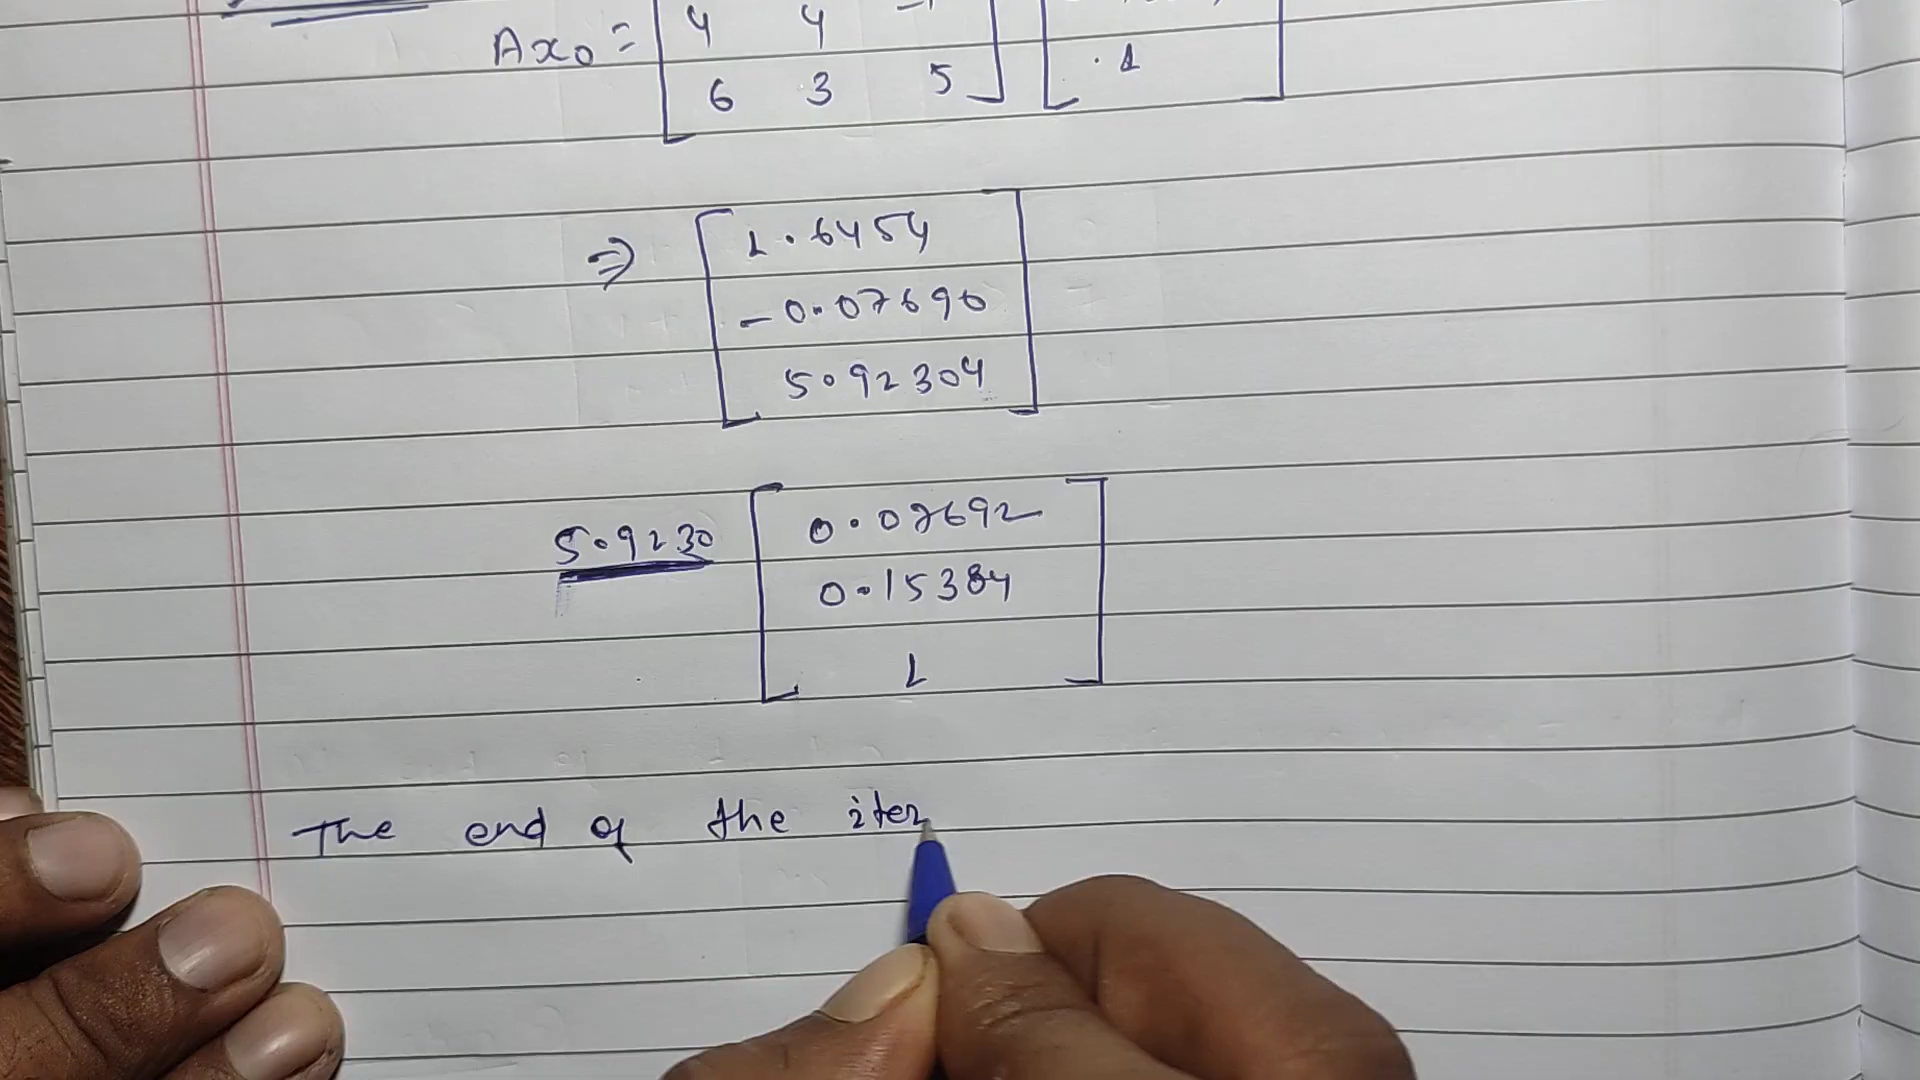 Ax₀ = 4 4 -1
6 3 5 . 1
⇒ 1.6454
-0.07690
5.92304
5.9230 0.07692
0.15384
1
The end of the iter